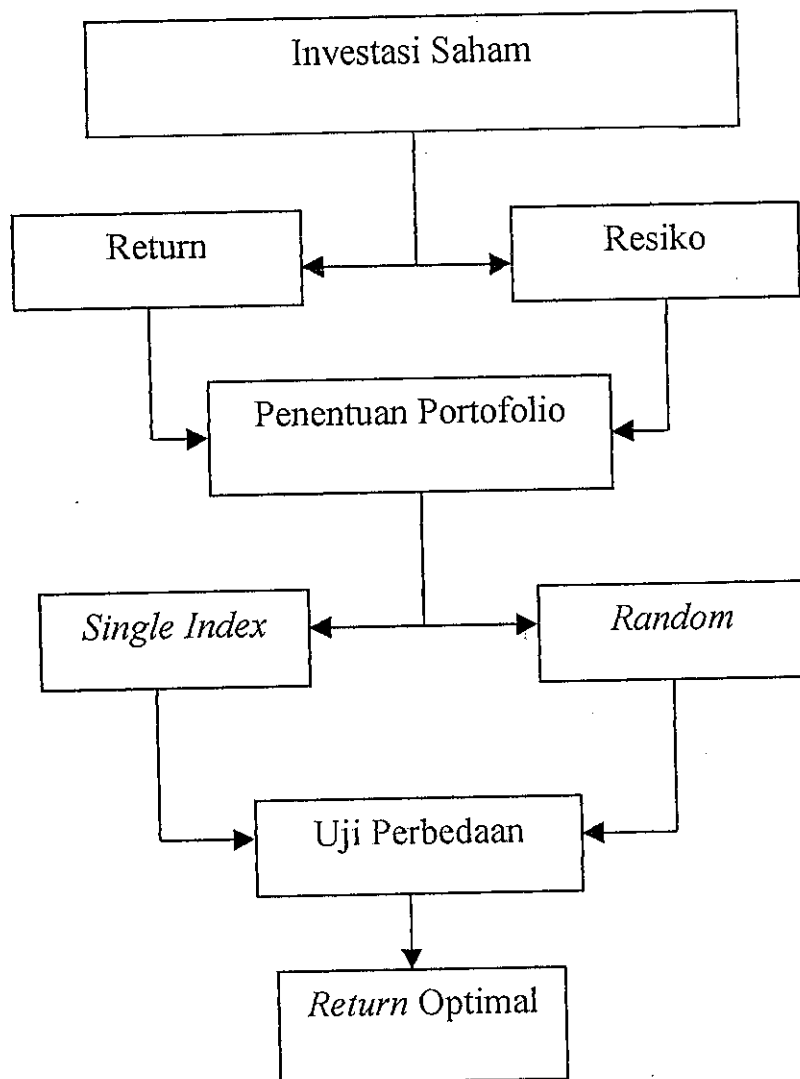 Investasi Saham
Return
Resiko
Penentuan Portofolio
Single Index
Random
Uji Perbedaan
Return Optimal